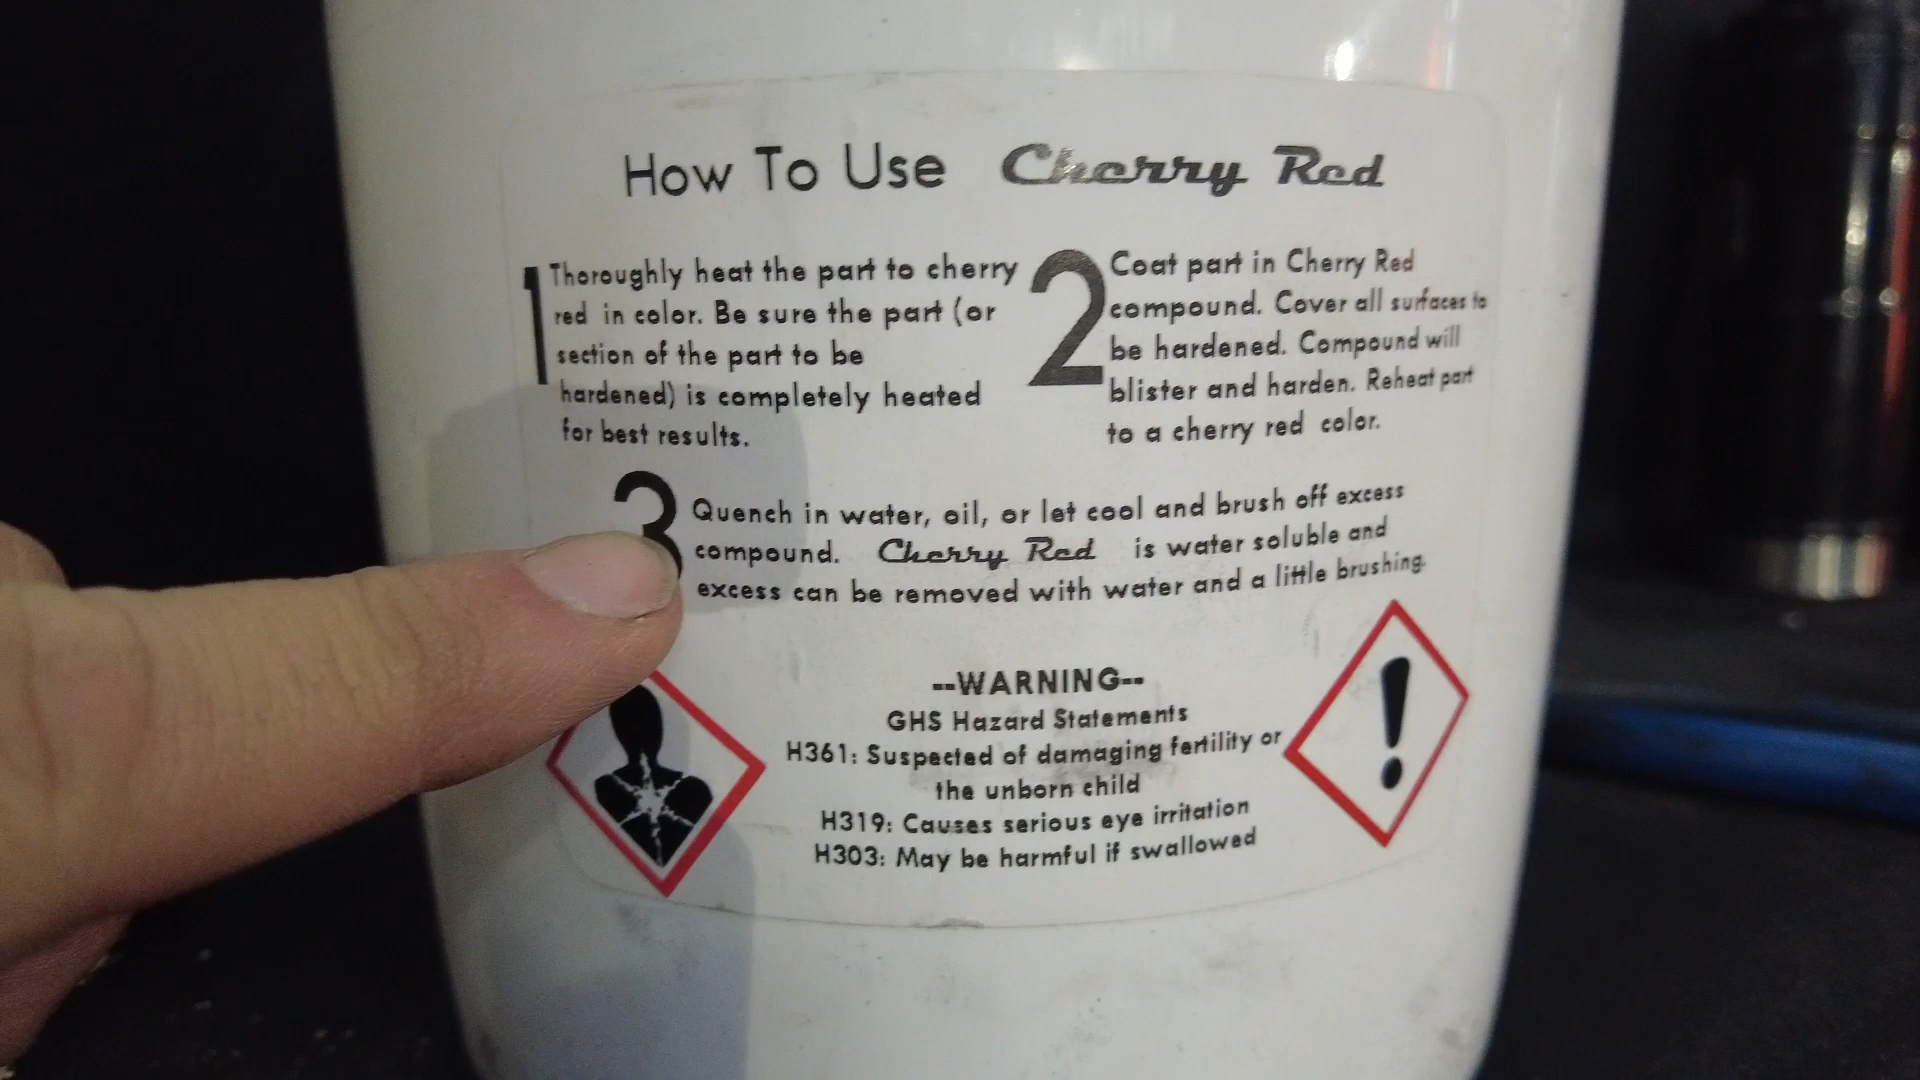 How To Use Cherry Red
1 Thoroughly heat the part to cherry
red in color. Be sure the part (or
section of the part to be
hardened) is completely heated
for best results.
2 Coat part in Cherry Red
compound. Cover all surfaces to
be hardened. Compound will
blister and harden. Reheat part
to a cherry red color.
3 Quench in water, oil, or let cool and brush off excess
compound. Cherry Red is water soluble and
excess can be removed with water and a little brushing.
--WARNING--
GHS Hazard Statements
H361: Suspected of damaging fertility or
the unborn child
H319: Causes serious eye irritation
H303: May be harmful if swallowed